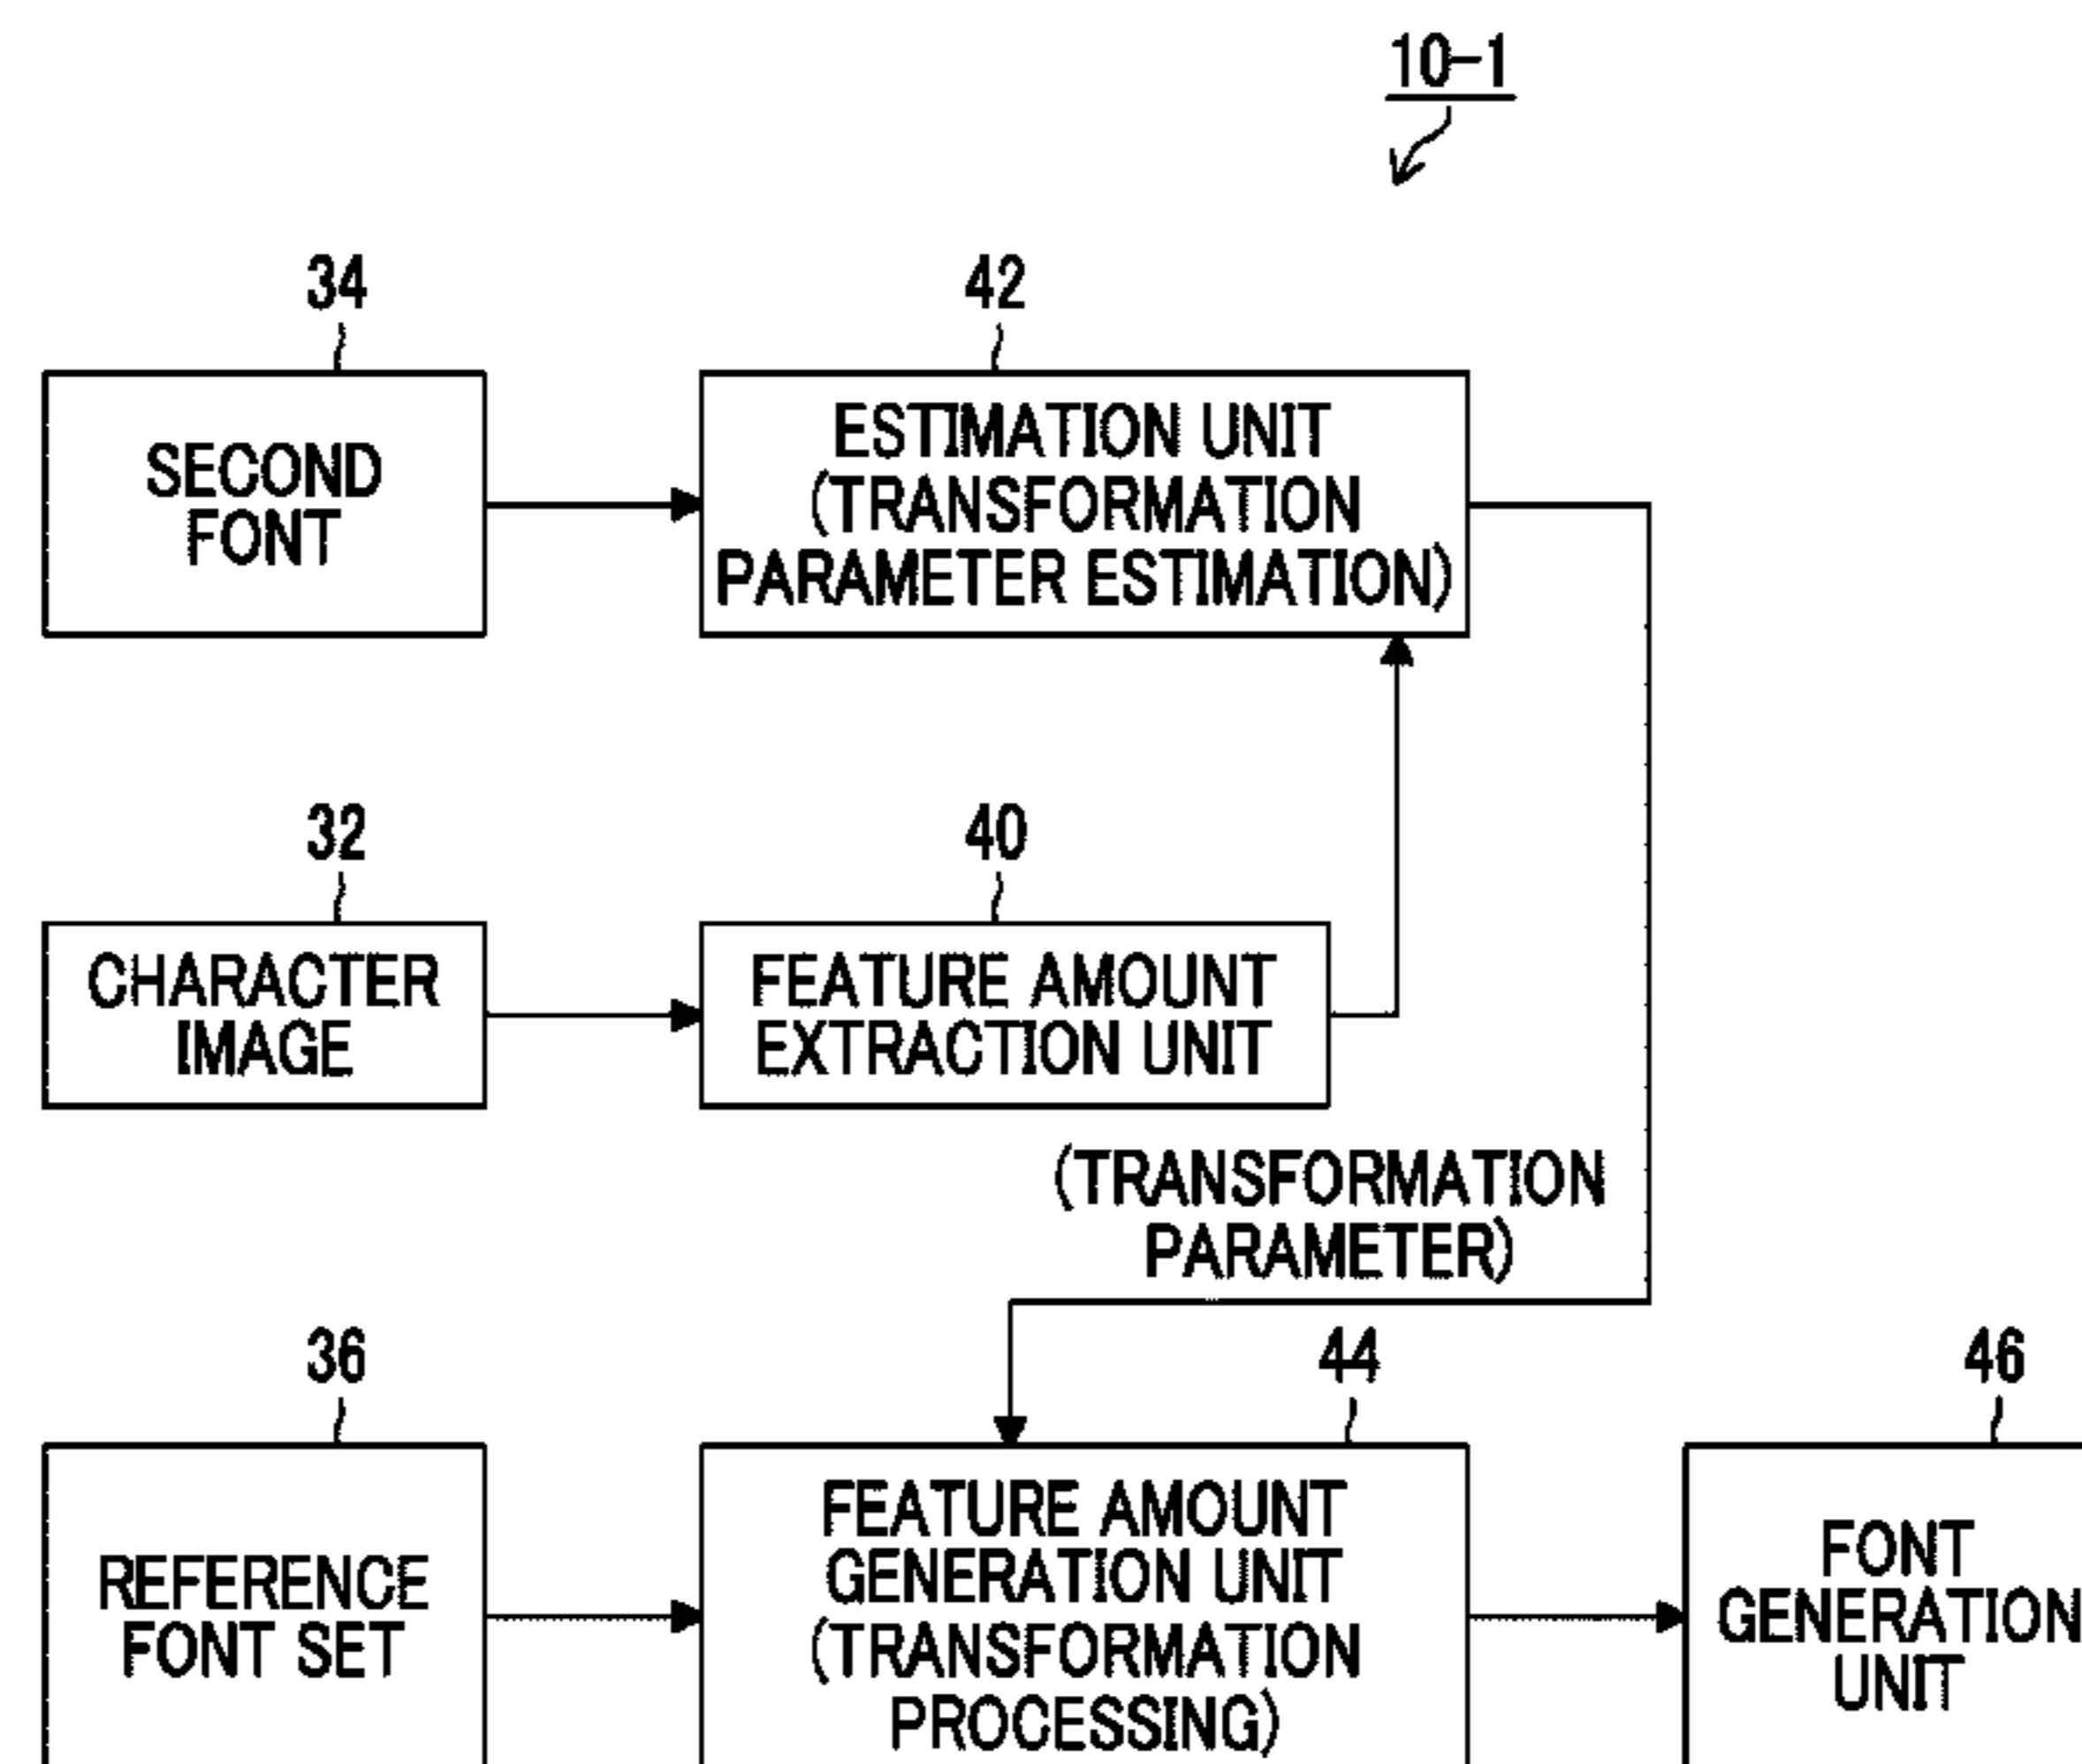 10-1
34
SECOND
FONT
42
ESTIMATION UNIT
(TRANSFORMATION
PARAMETER ESTIMATION)
32
CHARACTER
IMAGE
40
FEATURE AMOUNT
EXTRACTION UNIT
(TRANSFORMATION
PARAMETER)
36
REFERENCE
FONT SET
44
FEATURE AMOUNT
GENERATION UNIT
(TRANSFORMATION
PROCESSING)
46
FONT
GENERATION
UNIT